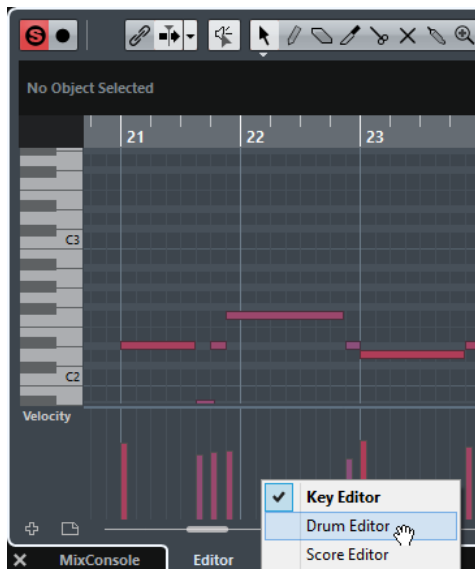 S
No Object Selected
21 22 23
C3
C2
Velocity
Key Editor
Drum Editor
Score Editor
MixConsole Editor